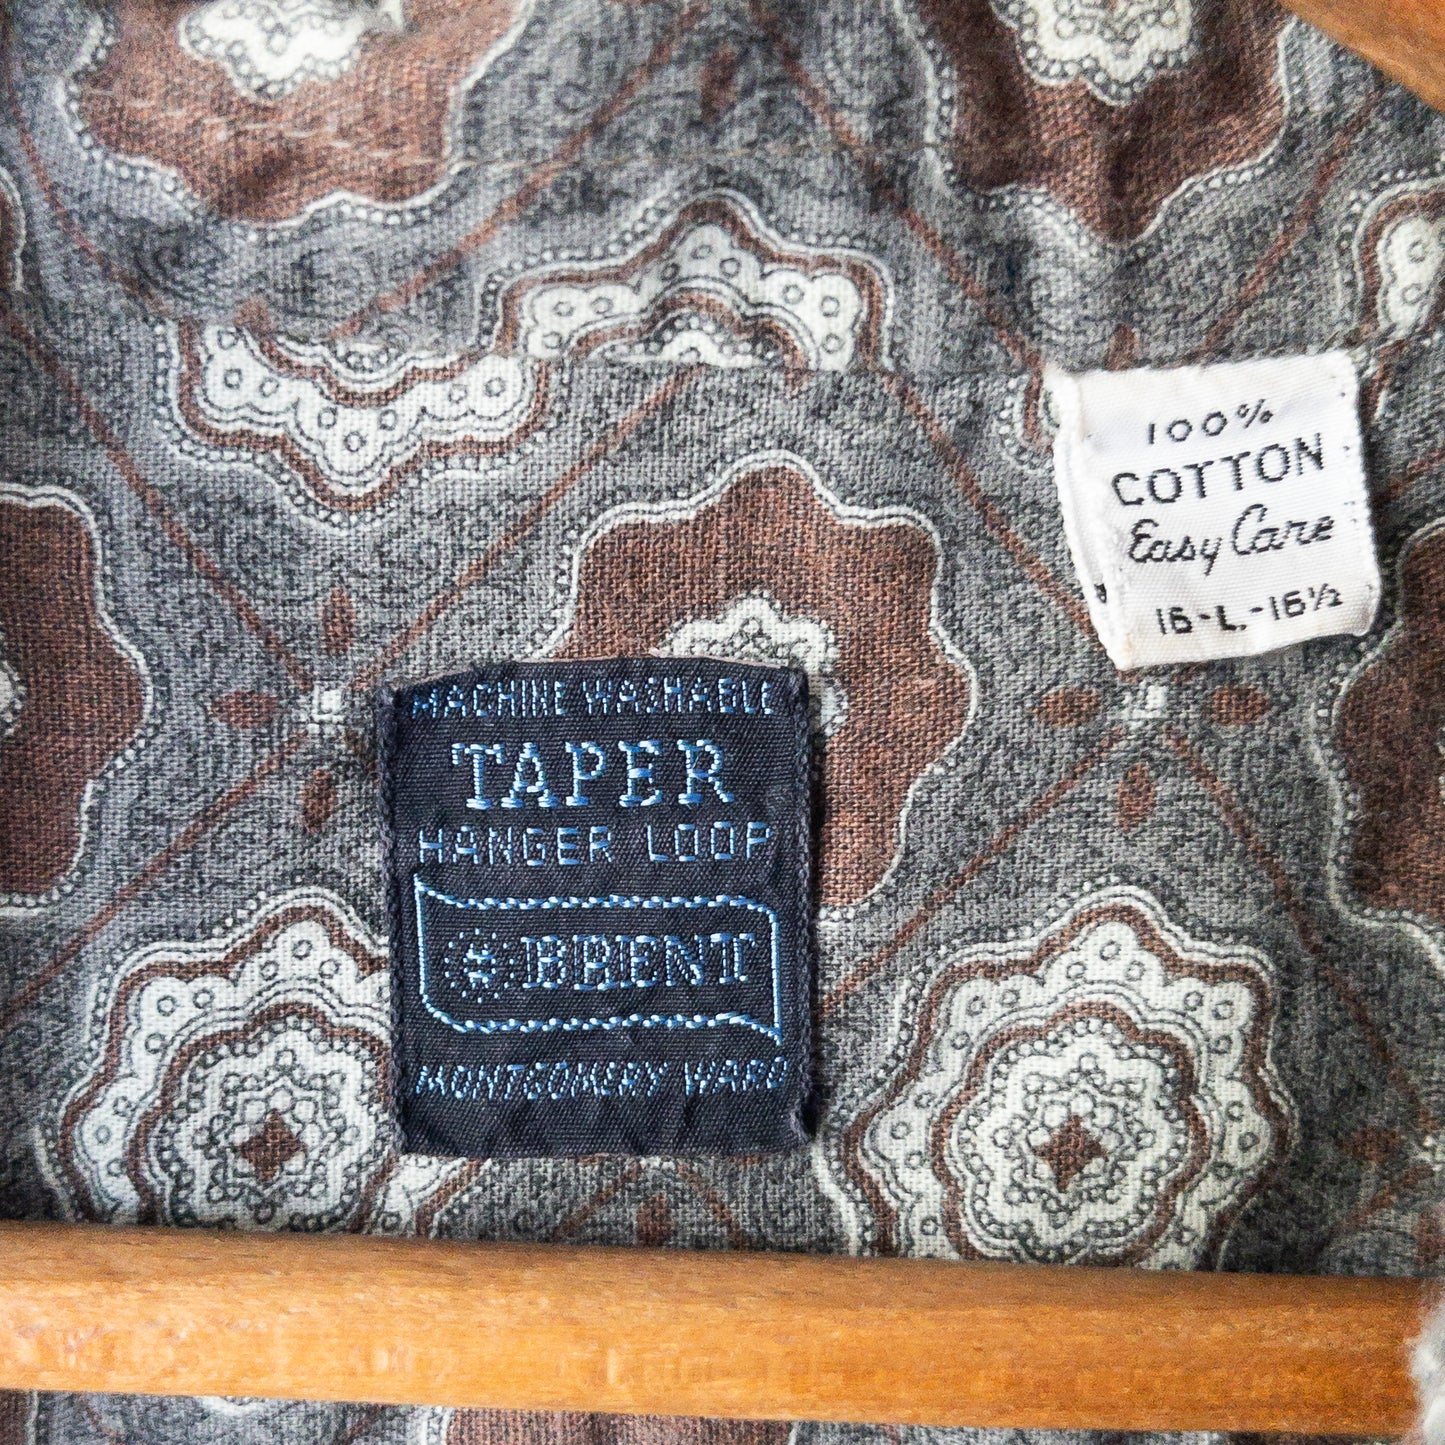 100%
COTTON
Easy Care
16-L.-16½
MACHINE WASHABLE
TAPER
HANGER LOOP
BRENT
MONTGOMERY WARD